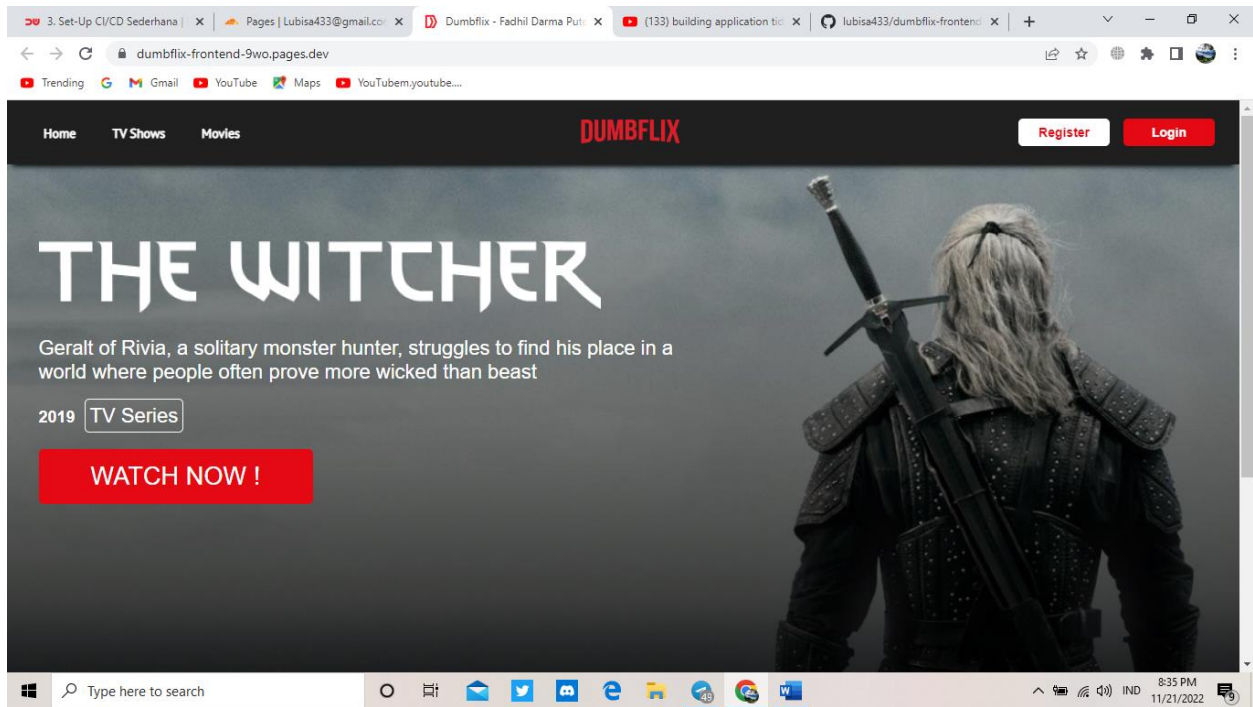 3. Set-Up CI/CD Sederhana |
Pages | Lubisa433@gmail.co
Dumbflix - Fadhil Darma Put
(133) building application ti
lubisa433/dumbflix-frontend
dumbflix-frontend-9wo.pages.dev
Trending
Gmail
YouTube
Maps
YouTubem.youtube....
Home TV Shows Movies
DUMBFLIX
Register
Login
THE WITCHER
Geralt of Rivia, a solitary monster hunter, struggles to find his place in a
world where people often prove more wicked than beast
2019 TV Series
WATCH NOW !
Type here to search
49
IND
8:35 PM
11/21/2022
9